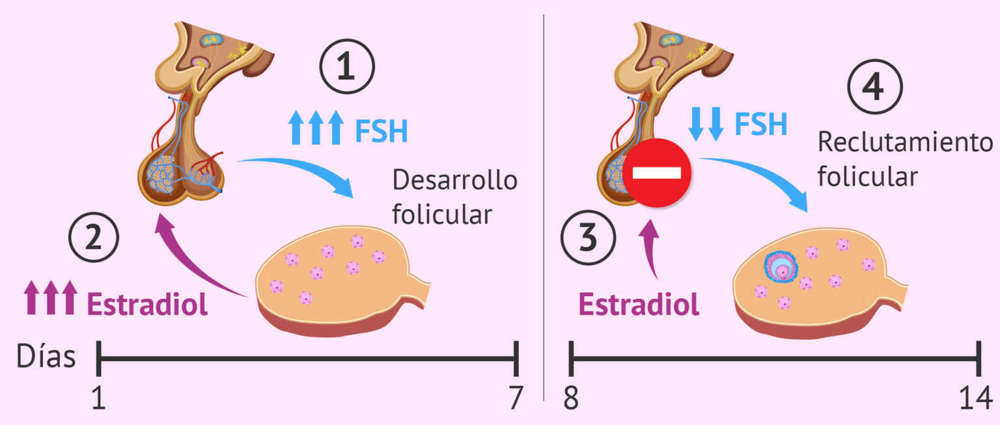 1
FSH
Desarrollo
folicular
2
Estradiol
Días
1
7
4
FSH
Reclutamiento
folicular
3
Estradiol
8
14